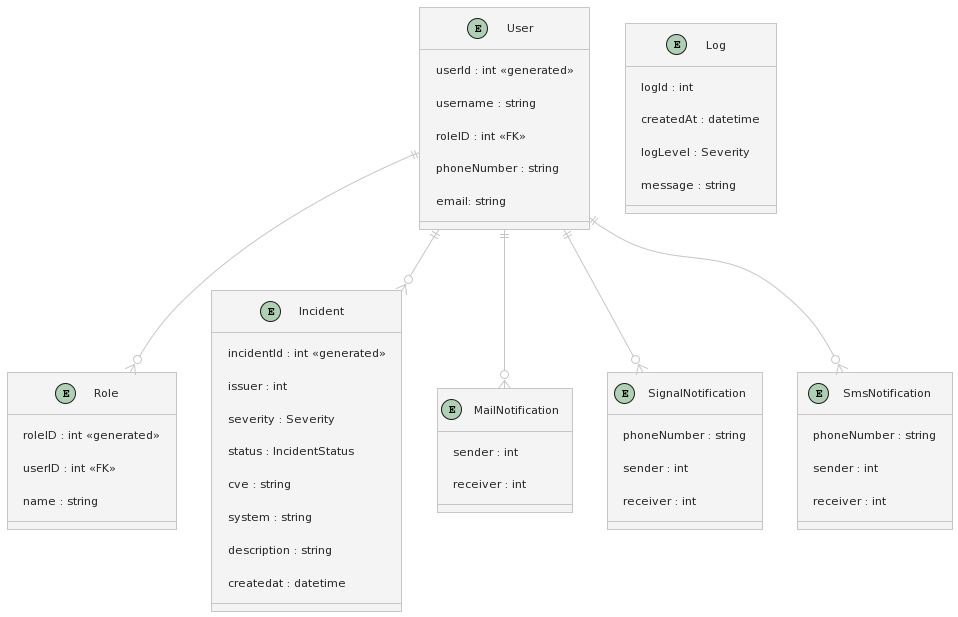 E User
userId : int «generated»
username : string
roleID : int «FK»
phoneNumber : string
email: string
E Log
logId : int
createdAt : datetime
logLevel : Severity
message : string
E Role
roleID : int «generated»
userID : int «FK»
name : string
E Incident
incidentId : int «generated»
issuer : int
severity : Severity
status : IncidentStatus
cve : string
system : string
description : string
createdat : datetime
E MailNotification
sender : int
receiver : int
E SignalNotification
phoneNumber : string
sender : int
receiver : int
E SmsNotification
phoneNumber : string
sender : int
receiver : int